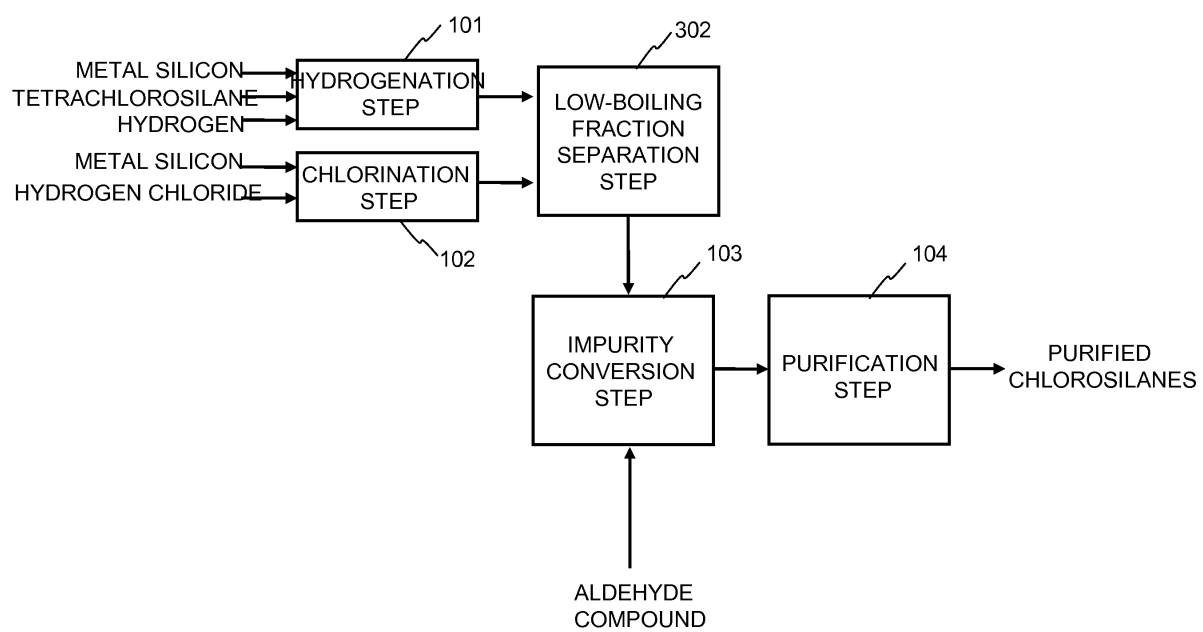 101
302
METAL SILICON
TETRACHLOROSILANE
HYDROGEN
HYDROGENATION
STEP
LOW-BOILING
FRACTION
SEPARATION
STEP
METAL SILICON
HYDROGEN CHLORIDE
CHLORINATION
STEP
102
103
104
IMPURITY
CONVERSION
STEP
PURIFICATION
STEP
PURIFIED
CHLOROSILANES
ALDEHYDE
COMPOUND